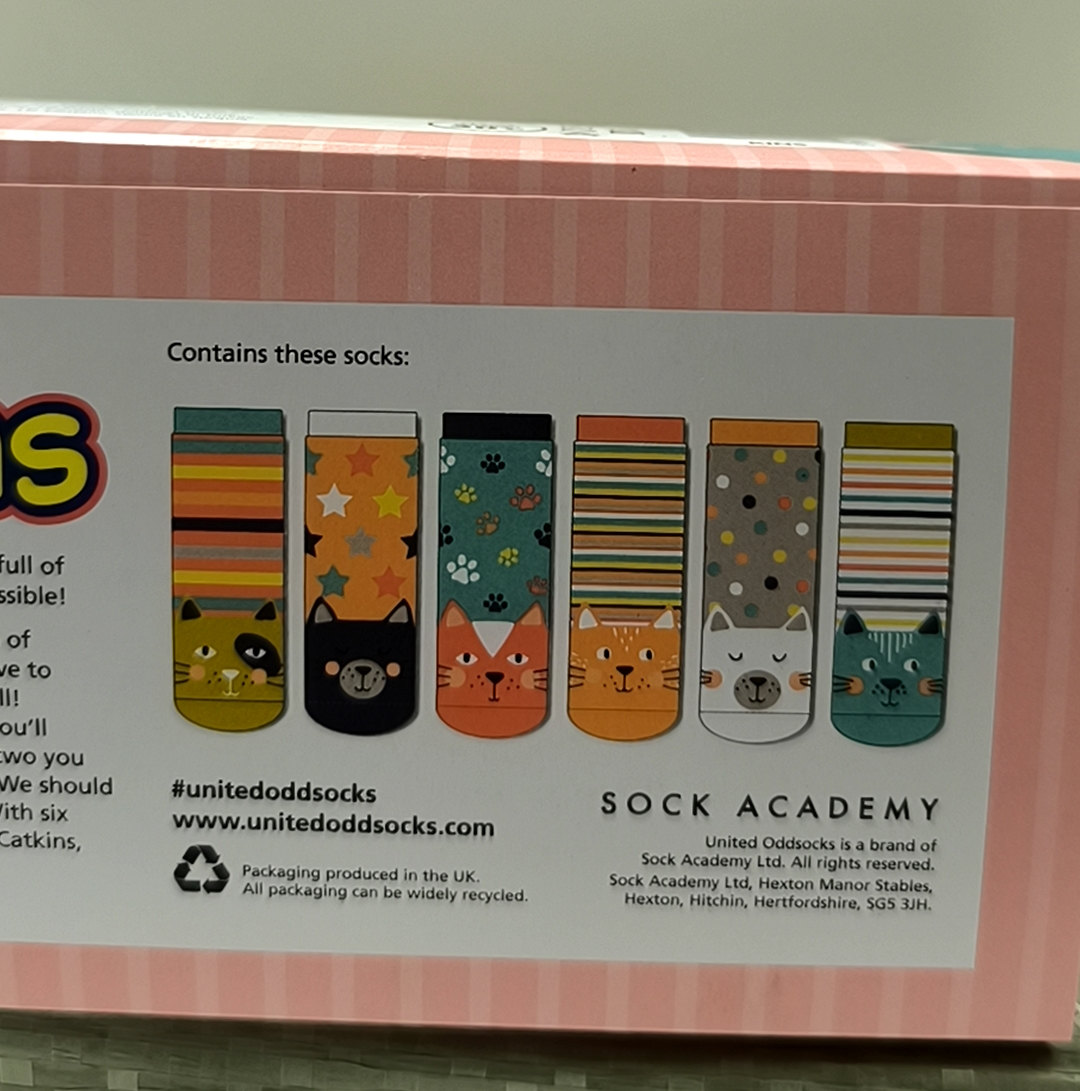 Contains these socks:
ns
full of
ssible!
of
ve to
ll!
ou'll
two you
We should
ith six
Catkins,
#unitedoddsocks
www.unitedoddsocks.com
Packaging produced in the UK.
All packaging can be widely recycled.
SOCK ACADEMY
United Oddsocks is a brand of
Sock Academy Ltd. All rights reserved.
Sock Academy Ltd, Hexton Manor Stables,
Hexton, Hitchin, Hertfordshire, SG5 3JH.